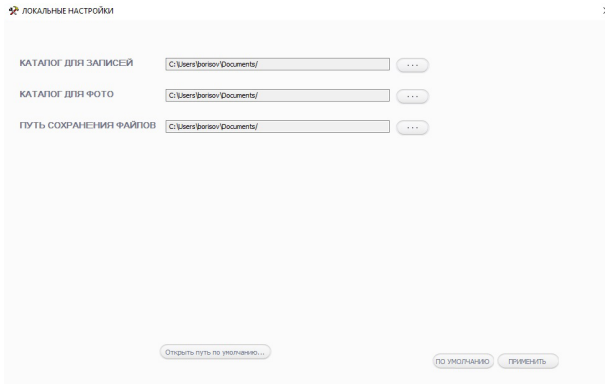 ЛОКАЛЬНЫЕ НАСТРОЙКИ
КАТАЛОГ ДЛЯ ЗАПИСЕЙ C:\Users\borisov\Documents/ ...
КАТАЛОГ ДЛЯ ФОТО C:\Users\borisov\Documents/ ...
ПУТЬ СОХРАНЕНИЯ ФАЙЛОВ C:\Users\borisov\Documents/ ...
Открыть путь по умолчанию...
ПО УМОЛЧАНИЮ ПРИМЕНИТЬ